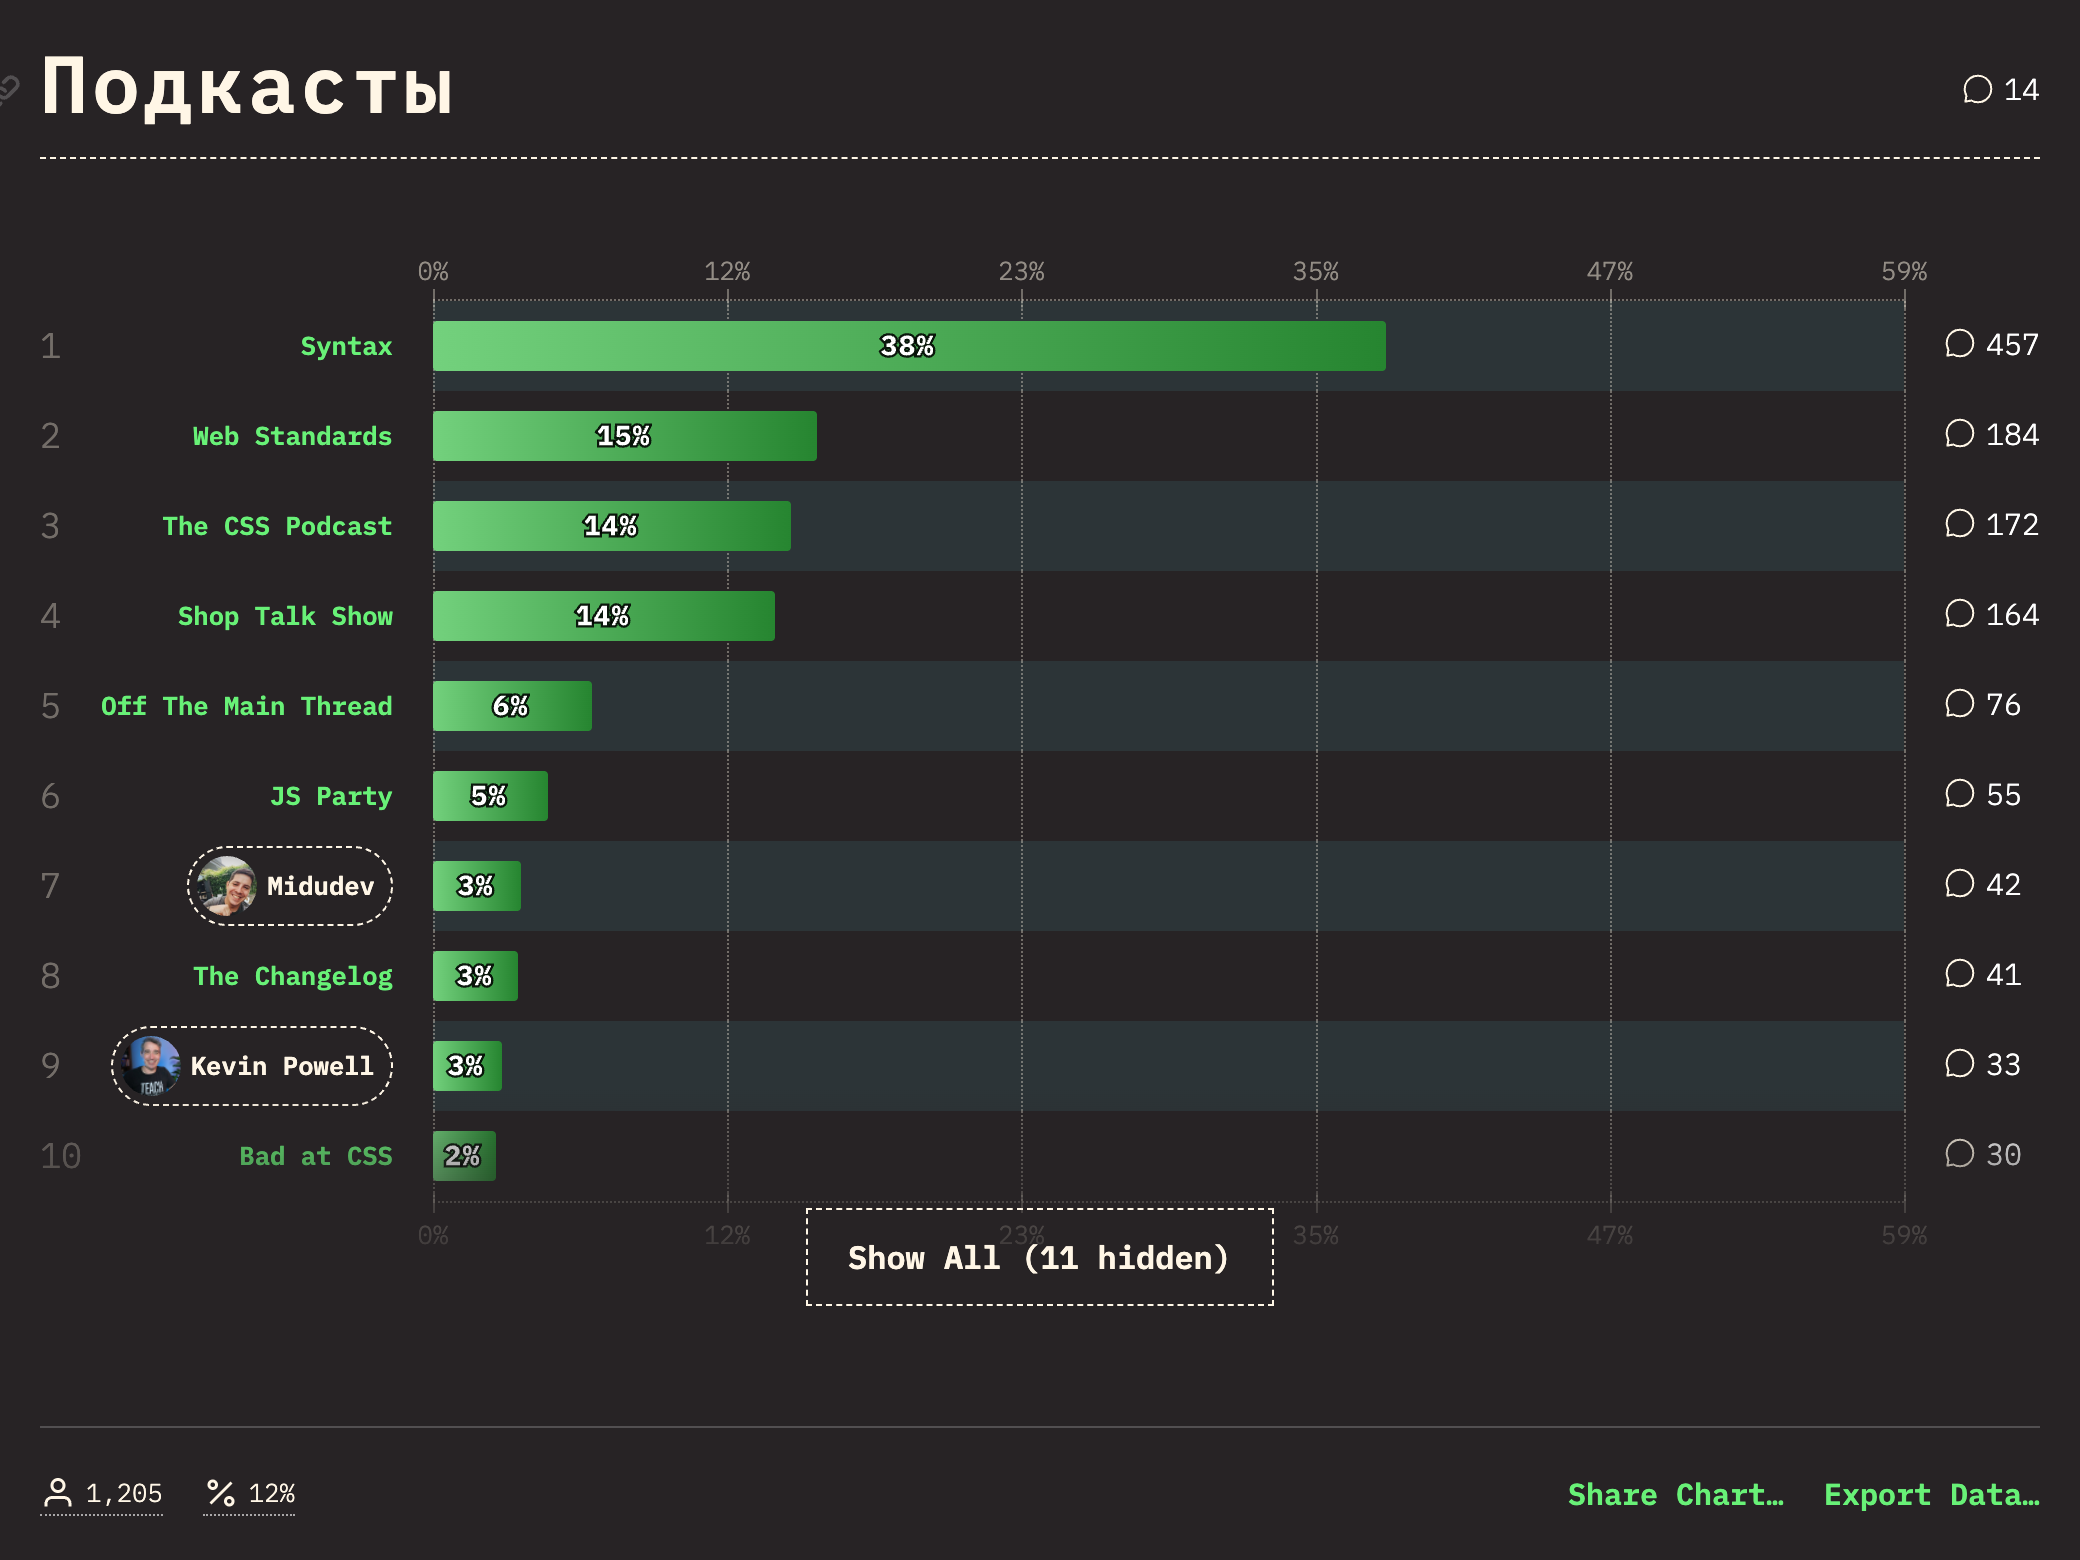 Подкасты
14
0% 12% 23% 35% 47% 59%
1 Syntax 38% 457
2 Web Standards 15% 184
3 The CSS Podcast 14% 172
4 Shop Talk Show 14% 164
5 Off The Main Thread 6% 76
6 JS Party 5% 55
7 Midudev 3% 42
8 The Changelog 3% 41
9 Kevin Powell 3% 33
TEACH
10 Bad at CSS 2% 30
0% 12% 23% 35% 47% 59%
Show All (11 hidden)
1,205 % 12% Share Chart… Export Data…